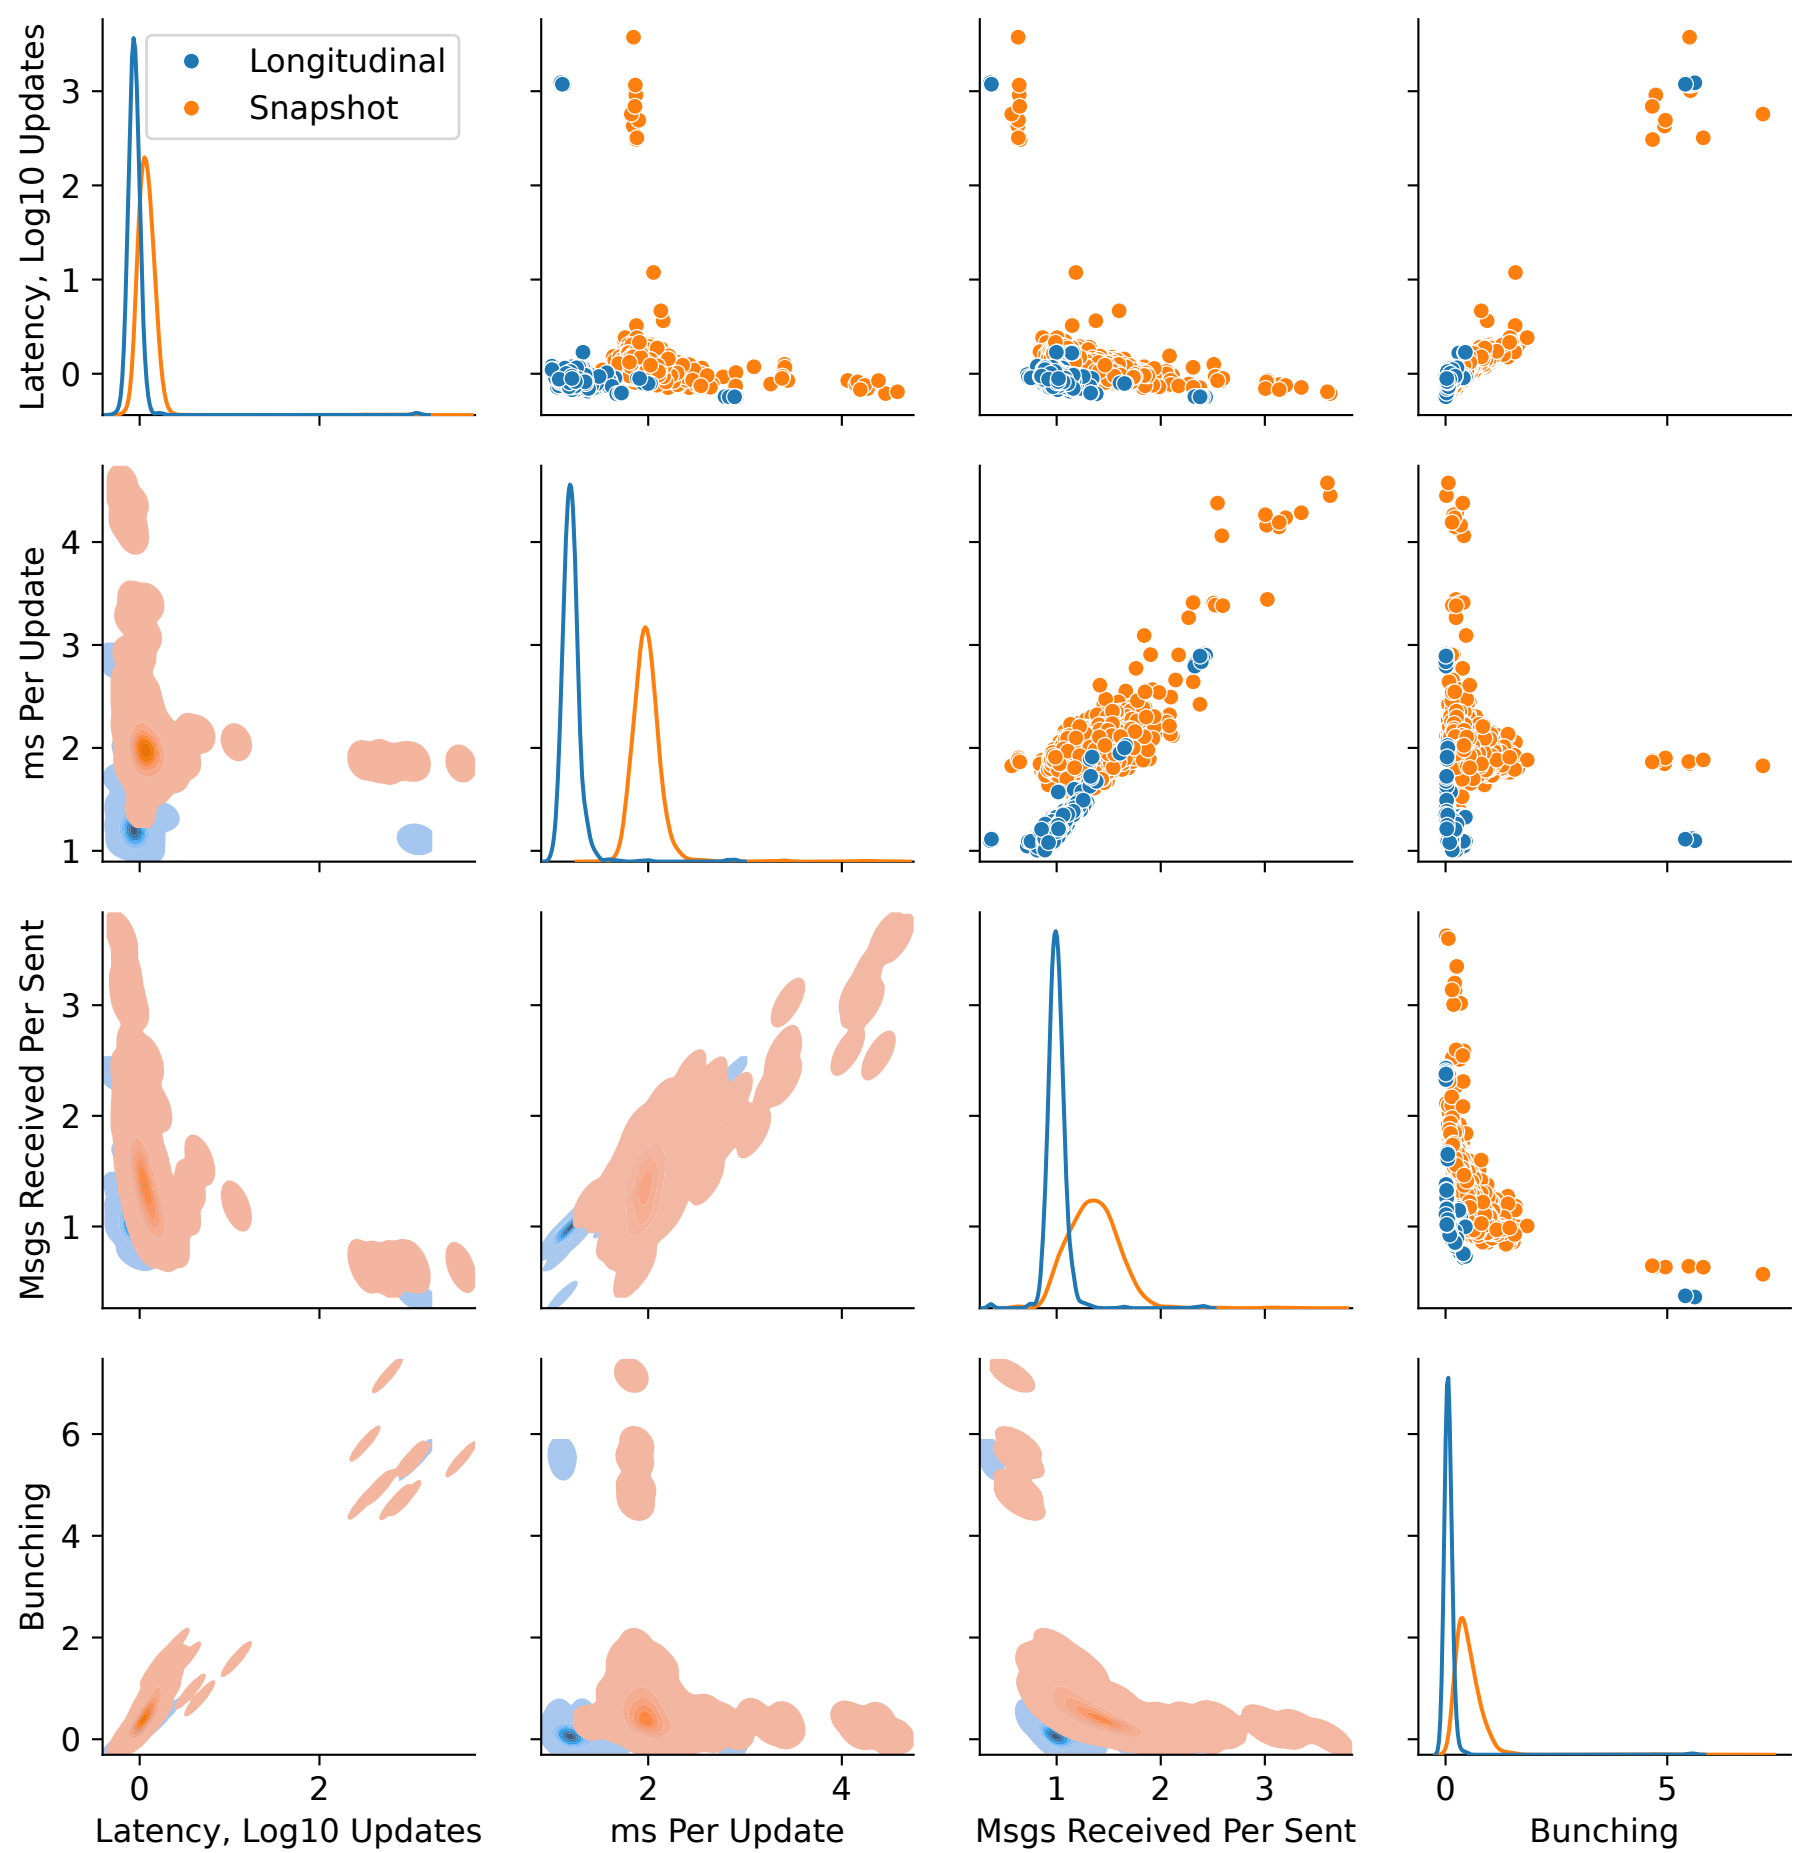 Latency, Log10 Updates
3
2
1
0
Longitudinal
Snapshot
ms Per Update
4
3
2
1
Msgs Received Per Sent
3
2
1
Bunching
6
4
2
0
0
2
2
4
1
2
3
0
5
Latency, Log10 Updates
ms Per Update
Msgs Received Per Sent
Bunching